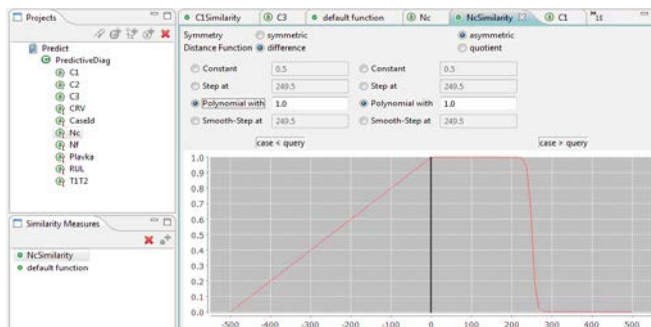 Projects
Predict
PredictiveDiag
C1
C2
C3
CRV
CaseId
Nc
Nf
Plavka
RUL
T1T2
Similarity Measures
NcSimilarity
default function
C1Similarity C3 default function Nc NcSimilarity C1 15
Symmetry symmetric asymmetric
Distance Function difference quotient
Constant 0.5 Constant 0.5
Step at 249.5 Step at 249.5
Polynomial with 1.0 Polynomial with 1.0
Smooth-Step at 249.5 Smooth-Step at 249.5
case < query case > query
1.0
0.9
0.8
0.7
0.6
0.5
0.4
0.3
0.2
0.1
0.0
-500 -400 -300 -200 -100 0 100 200 300 400 500